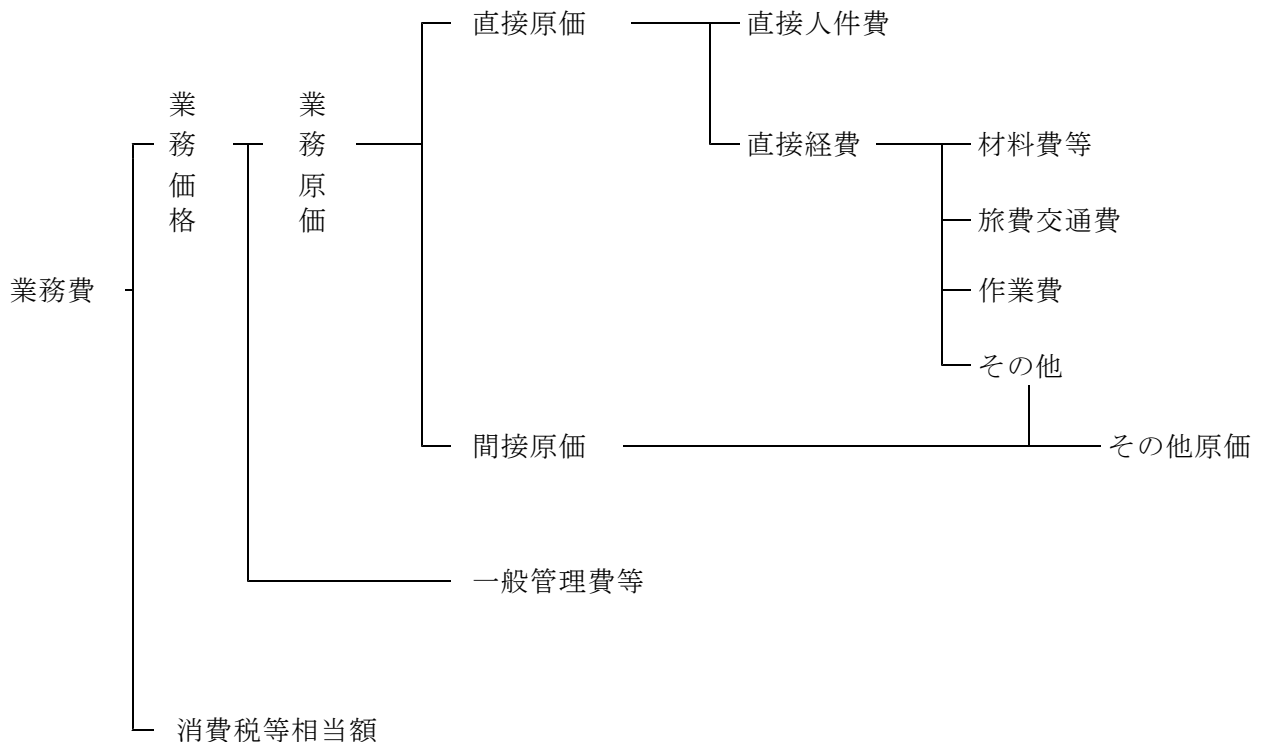 直接原価
直接人件費
業務価格
業務原価
直接経費
材料費等
旅費交通費
業務費
作業費
その他
間接原価
その他原価
一般管理費等
消費税等相当額